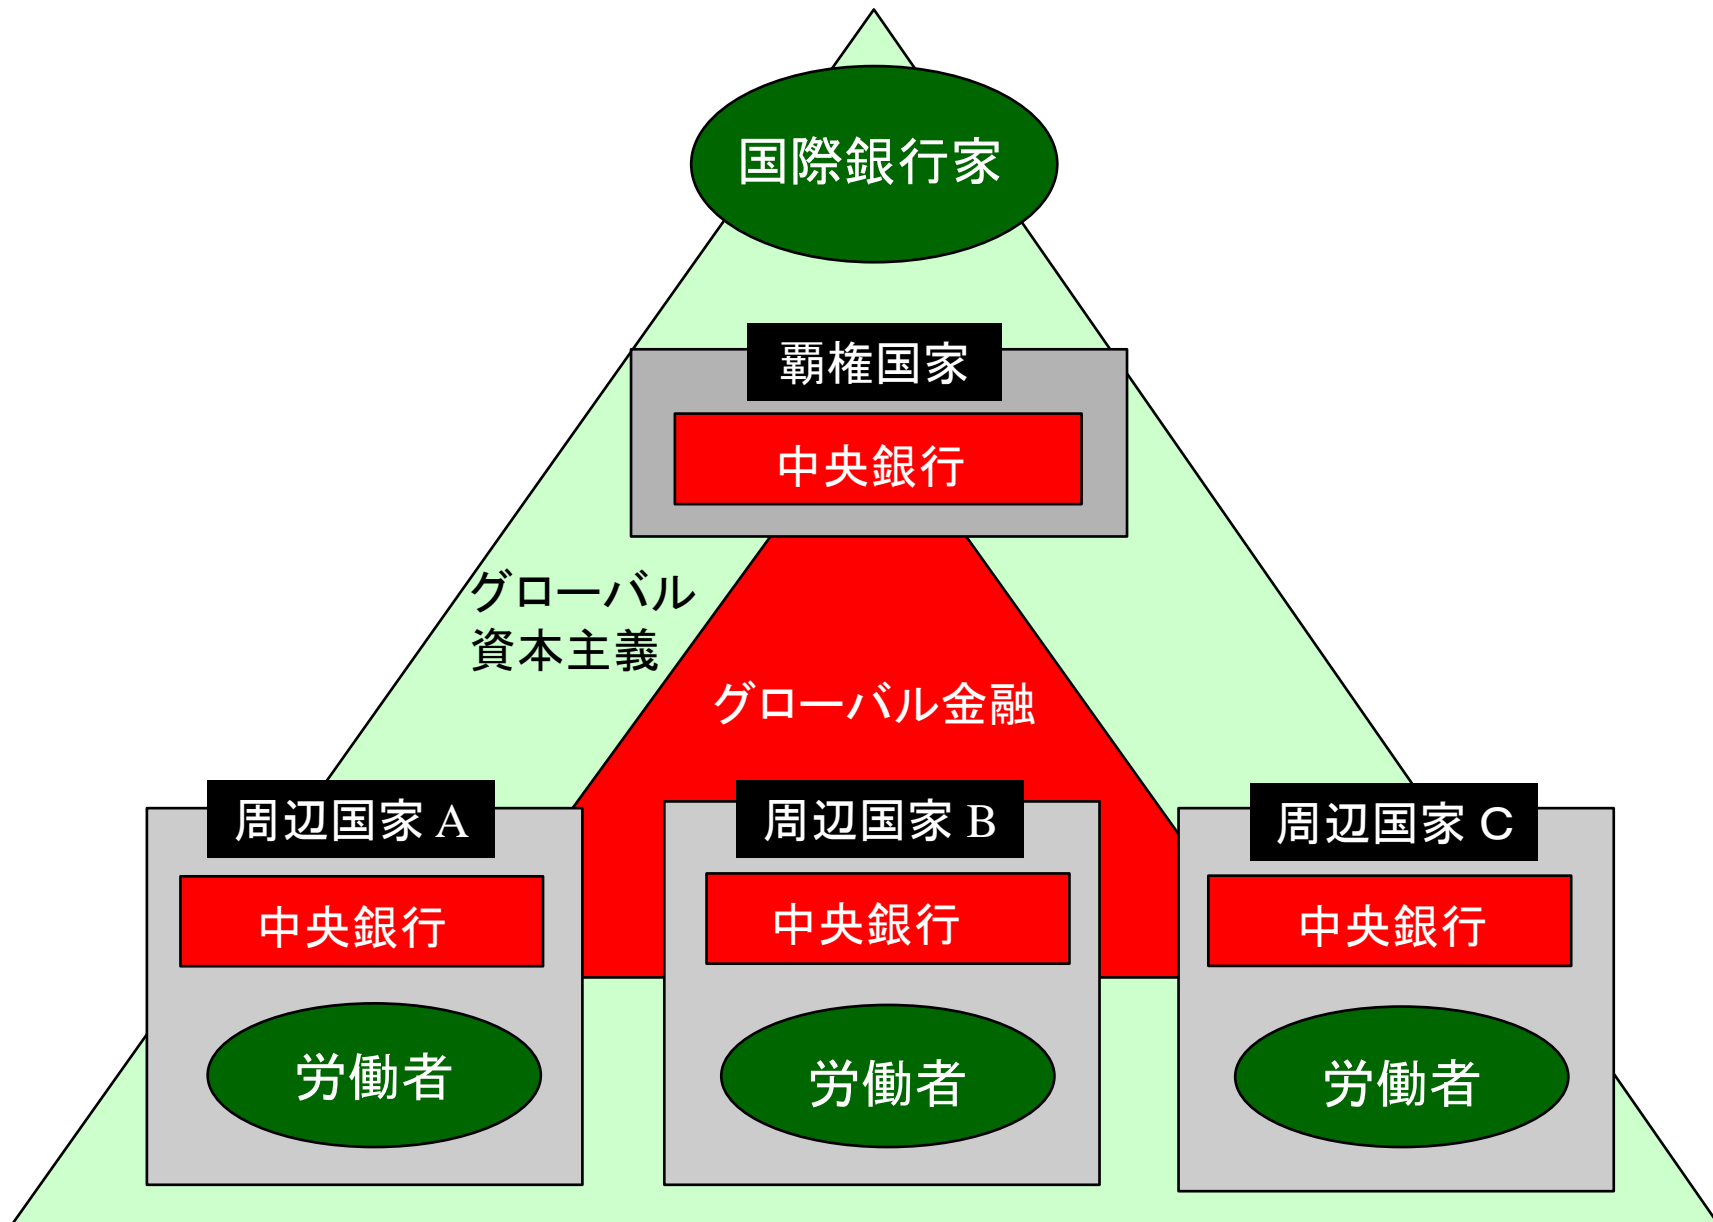 国際銀行家
覇権国家
中央銀行
グローバル
資本主義
グローバル金融
周辺国家 A
周辺国家 B
周辺国家 C
中央銀行
中央銀行
中央銀行
労働者
労働者
労働者